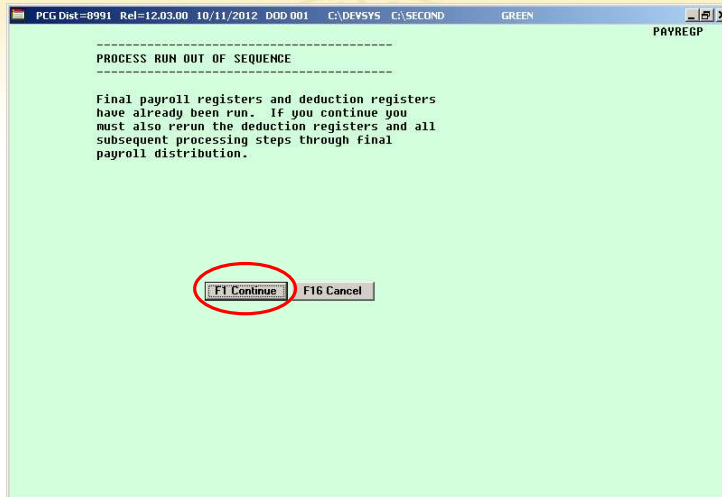 PCG Dist=8991 Rel=12.03.00 10/11/2012 DOD 001 C:\DEVSYS C:\SECOND GREEN
PAYREGP
----------------------------------------
PROCESS RUN OUT OF SEQUENCE
----------------------------------------
Final payroll registers and deduction registers
have already been run. If you continue you
must also rerun the deduction registers and all
subsequent processing steps through final
payroll distribution.
F1 Continue F16 Cancel